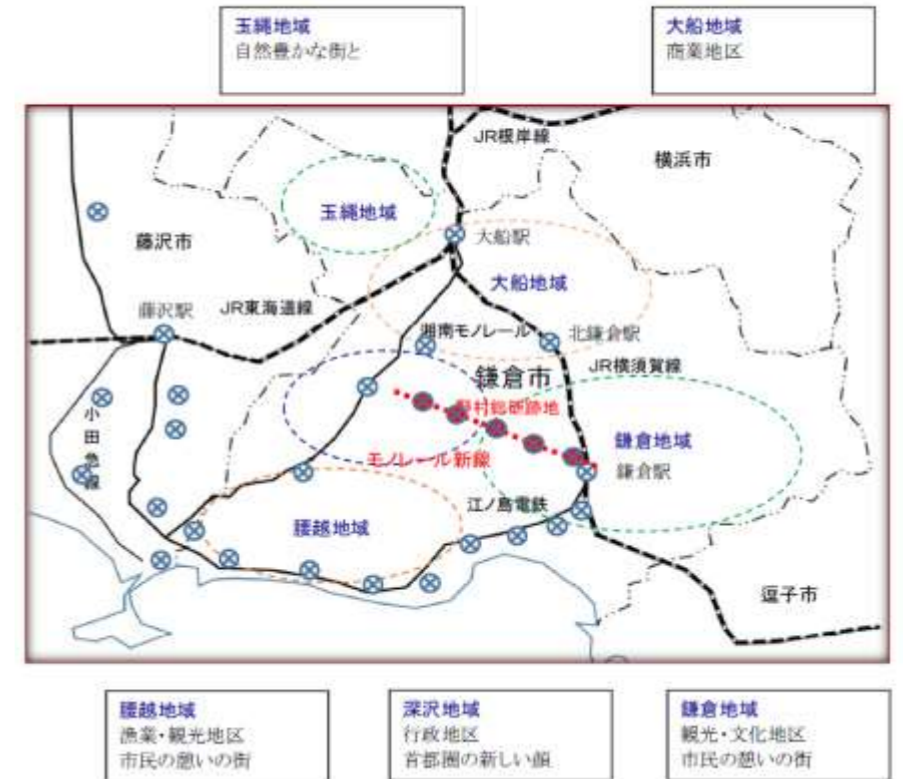 玉縄地域
自然豊かな街と
大船地域
商業地区
JR根岸線
横浜市
玉縄地域
大船駅
藤沢市
大船地域
藤沢駅
JR東海道線
湘南モノレール
北鎌倉駅
JR横須賀線
鎌倉市
小田急線
野村総研跡地
鎌倉地域
モノレール新線
鎌倉駅
江ノ島電鉄
腰越地域
逗子市
腰越地域
漁業・観光地区
市民の憩いの街
深沢地域
行政地区
首都圏の新しい顔
鎌倉地域
観光・文化地区
市民の憩いの街